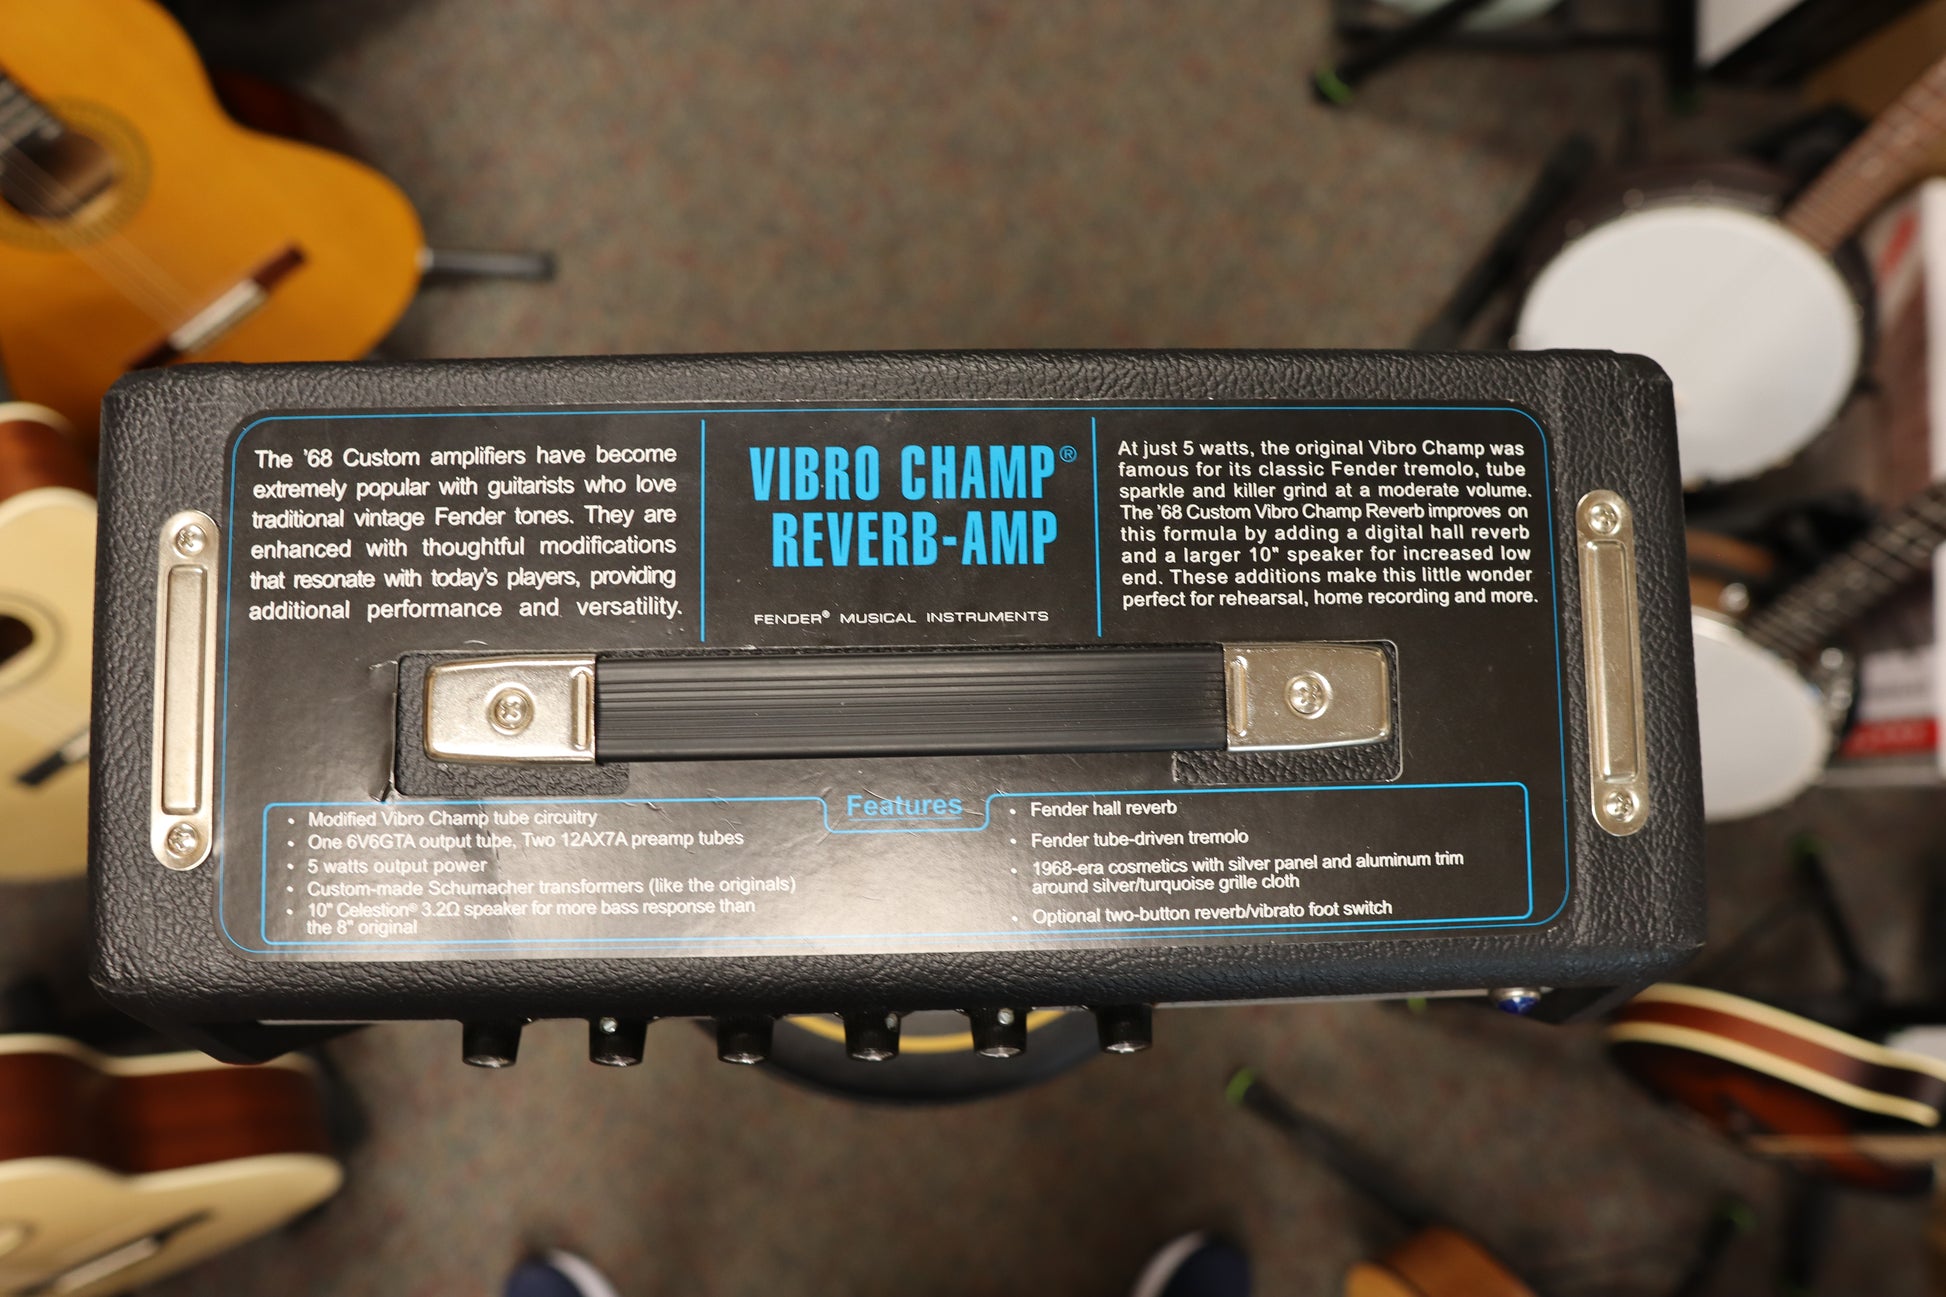 The '68 Custom amplifiers have become
extremely popular with guitarists who love
traditional vintage Fender tones. They are
enhanced with thoughtful modifications
that resonate with today's players, providing
additional performance and versatility.
VIBRO CHAMP®
REVERB-AMP
FENDER® MUSICAL INSTRUMENTS
At just 5 watts, the original Vibro Champ was
famous for its classic Fender tremolo, tube
sparkle and killer grind at a moderate volume.
The '68 Custom Vibro Champ Reverb improves on
this formula by adding a digital hall reverb
and a larger 10" speaker for increased low
end. These additions make this little wonder
perfect for rehearsal, home recording and more.
Features
• Modified Vibro Champ tube circuitry
• One 6V6GTA output tube, Two 12AX7A preamp tubes
• 5 watts output power
• Custom-made Schumacher transformers (like the originals)
• 10" Celestion® 3.2Ω speaker for more bass response than
the 8" original
• Fender hall reverb
• Fender tube-driven tremolo
• 1968-era cosmetics with silver panel and aluminum trim
around silver/turquoise grille cloth
• Optional two-button reverb/vibrato foot switch